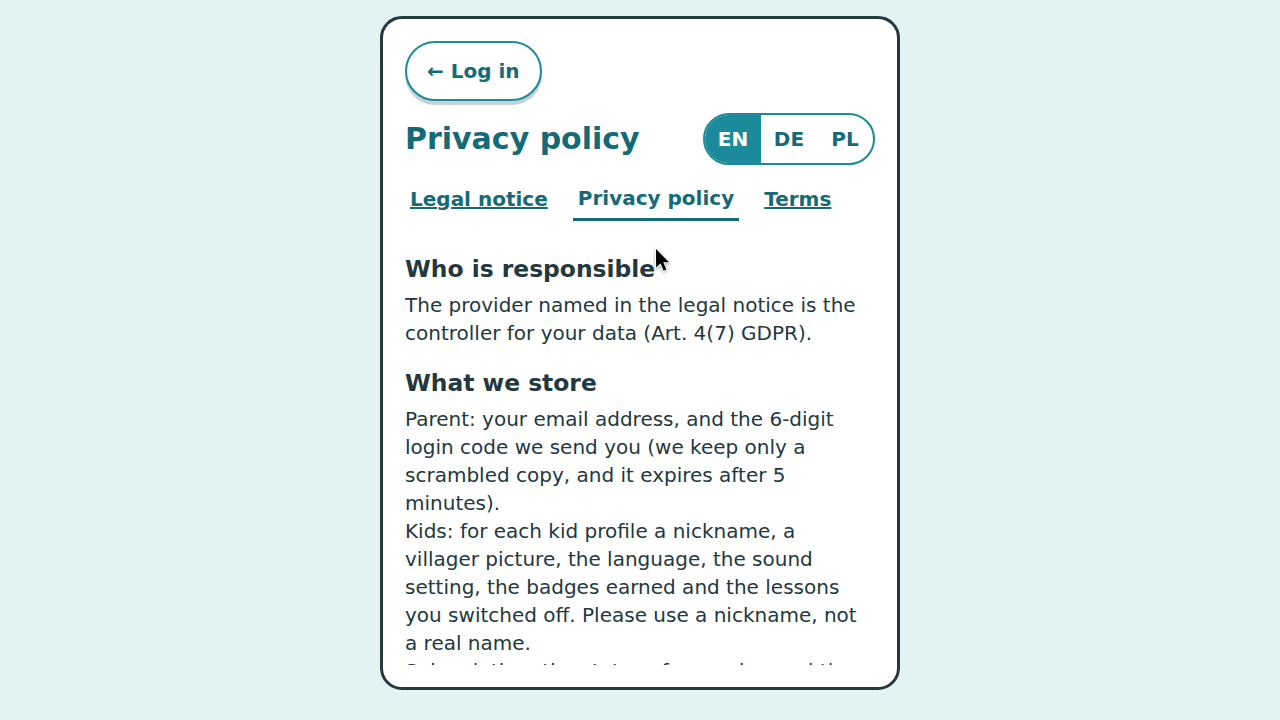 ← Log in
Privacy policy
EN DE PL
Legal notice Privacy policy Terms
Who is responsible
The provider named in the legal notice is the
controller for your data (Art. 4(7) GDPR).
What we store
Parent: your email address, and the 6-digit
login code we send you (we keep only a
scrambled copy, and it expires after 5
minutes).
Kids: for each kid profile a nickname, a
villager picture, the language, the sound
setting, the badges earned and the lessons
you switched off. Please use a nickname, not
a real name.